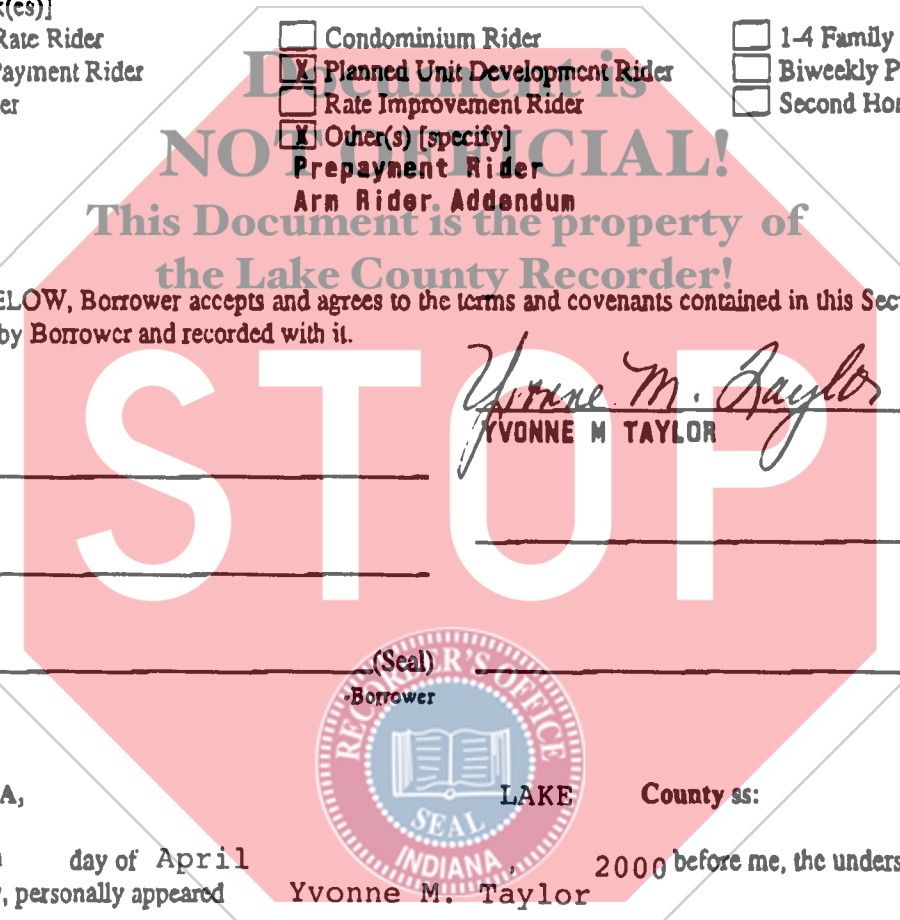 k(es)]
Rate Rider
Condominium Rider
1-4 Family
Payment Rider
X Planned Unit Development Rider
Biweekly P
er
Rate Improvement Rider
Second Hor
X Other(s) [specify]
Prepayment Rider
Arm Rider Addendum
Document is
NOT OFFICIAL!
This Document is the property of
the Lake County Recorder!
ELOW, Borrower accepts and agrees to the terms and covenants contained in this Sec
by Borrower and recorded with it.
Yvonne M. Taylor
YVONNE M TAYLOR
STOP
(Seal)
-Borrower
RECORDER'S OFFICE
SEAL
INDIANA
A,
LAKE County ss:
day of April , 2000 before me, the unders
, personally appeared Yvonne M. Taylor